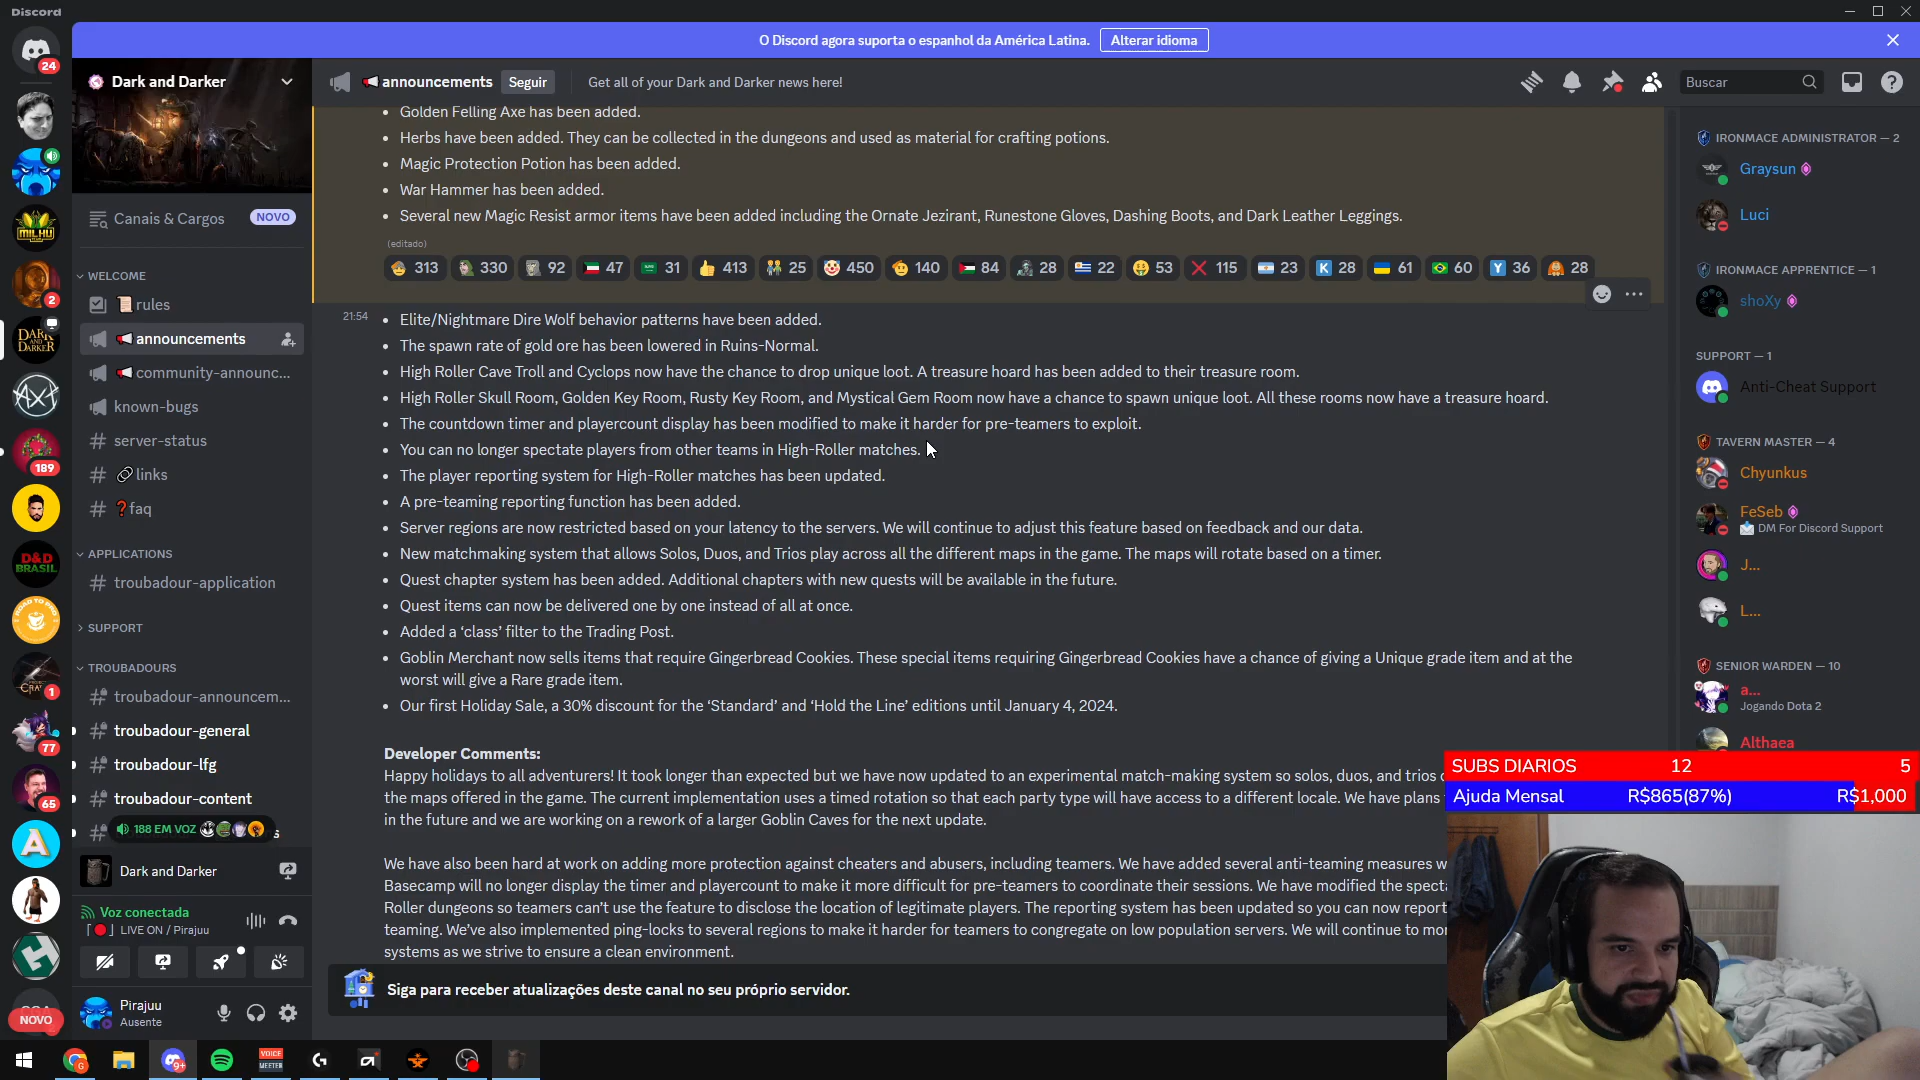 Discord
O Discord agora suporta o espanhol da América Latina.
Alterar idioma
24
Dark and Darker
announcements
Seguir
Get all of your Dark and Darker news here!
Buscar
Golden Felling Axe has been added.
Herbs have been added. They can be collected in the dungeons and used as material for crafting potions.
Magic Protection Potion has been added.
War Hammer has been added.
Several new Magic Resist armor items have been added including the Ornate Jezirant, Runestone Gloves, Dashing Boots, and Dark Leather Leggings.
(editado)
313 330 92 47 31 413 25 450 140 84 28 22 53 115 23 K 28 61 60 Y 36 28
21:54
Elite/Nightmare Dire Wolf behavior patterns have been added.
The spawn rate of gold ore has been lowered in Ruins-Normal.
High Roller Cave Troll and Cyclops now have the chance to drop unique loot. A treasure hoard has been added to their treasure room.
High Roller Skull Room, Golden Key Room, Rusty Key Room, and Mystical Gem Room now have a chance to spawn unique loot. All these rooms now have a treasure hoard.
The countdown timer and playercount display has been modified to make it harder for pre-teamers to exploit.
You can no longer spectate players from other teams in High-Roller matches.
The player reporting system for High-Roller matches has been updated.
A pre-teaming reporting function has been added.
Server regions are now restricted based on your latency to the servers. We will continue to adjust this feature based on feedback and our data.
New matchmaking system that allows Solos, Duos, and Trios play across all the different maps in the game. The maps will rotate based on a timer.
Quest chapter system has been added. Additional chapters with new quests will be available in the future.
Quest items can now be delivered one by one instead of all at once.
Added a ‘class’ filter to the Trading Post.
Goblin Merchant now sells items that require Gingerbread Cookies. These special items requiring Gingerbread Cookies have a chance of giving a Unique grade item and at the
worst will give a Rare grade item.
Our first Holiday Sale, a 30% discount for the ‘Standard’ and ‘Hold the Line’ editions until January 4, 2024.
Developer Comments:
Happy holidays to all adventurers! It took longer than expected but we have now updated to an experimental match-making system so solos, duos, and trios
the maps offered in the game. The current implementation uses a timed rotation so that each party type will have access to a different locale. We have plans
in the future and we are working on a rework of a larger Goblin Caves for the next update.
We have also been hard at work on adding more protection against cheaters and abusers, including teamers. We have added several anti-teaming measures
Basecamp will no longer display the timer and playercount to make it more difficult for pre-teamers to coordinate their sessions. We have modified the
Roller dungeons so teamers can’t use the feature to disclose the location of legitimate players. The reporting system has been updated so you can now report
teaming. We’ve also implemented ping-locks to several regions to make it harder for teamers to congregate on low population servers. We will continue to
systems as we strive to ensure a clean environment.
Siga para receber atualizações deste canal no seu próprio servidor.
Canais & Cargos
NOVO
WELCOME
rules
announcements
community-announc...
known-bugs
server-status
links
faq
APPLICATIONS
troubadour-application
SUPPORT
TROUBADOURS
troubadour-announcem...
troubadour-general
troubadour-lfg
troubadour-content
188 EM VOZ
Dark and Darker
Voz conectada
[ ] LIVE ON / Pirajuu
Pirajuu
Ausente
MILHU
2
DARK AND DARKER
AXT
189
D&D BRASIL
ROAD TO
1
77
65
A
NOVO
IRONMACE ADMINISTRATOR — 2
Graysun
Luci
IRONMACE APPRENTICE — 1
shoXy
SUPPORT — 1
Anti-Cheat Support
TAVERN MASTER — 4
Chyunkus
FeSeb
DM For Discord Support
J...
L...
SENIOR WARDEN — 10
a...
Jogando Dota 2
Althaea
SUBS DIARIOS 12 5
Ajuda Mensal R$865(87%) R$1,000
9+
VOICE MEETER